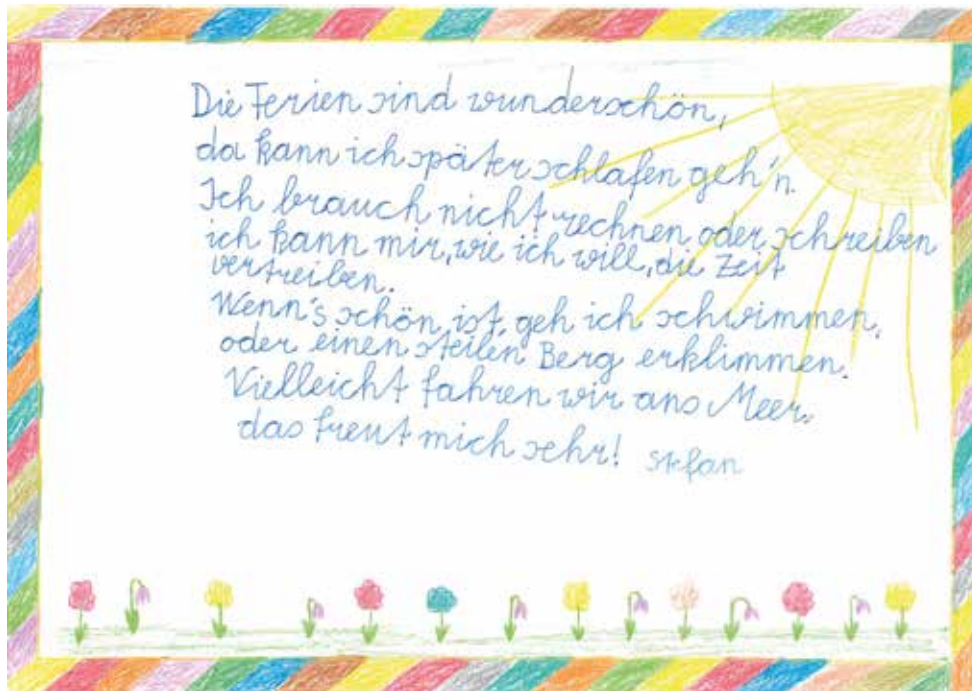 Die Ferien sind wunderschön,
da kann ich später schlafen geh'n.
Ich brauch nicht rechnen oder schreiben
ich kann mir, wie ich will, die Zeit
vertreiben.
Wenn's schön ist, geh ich schwimmen,
oder einen steilen Berg erklimmen.
Vielleicht fahren wir ans Meer,
das freut mich sehr! Stefan